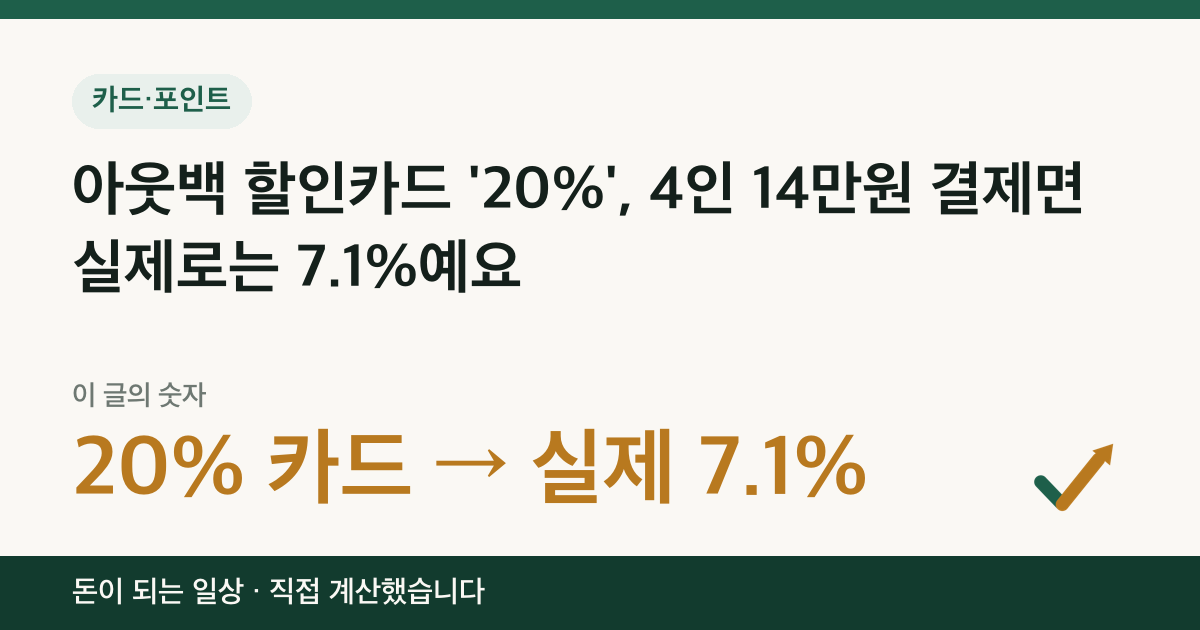 카드·포인트
아웃백 할인카드 '20%', 4인 14만원 결제면
실제로는 7.1%예요
이 글의 숫자
20% 카드 → 실제 7.1%
돈이 되는 일상 · 직접 계산했습니다